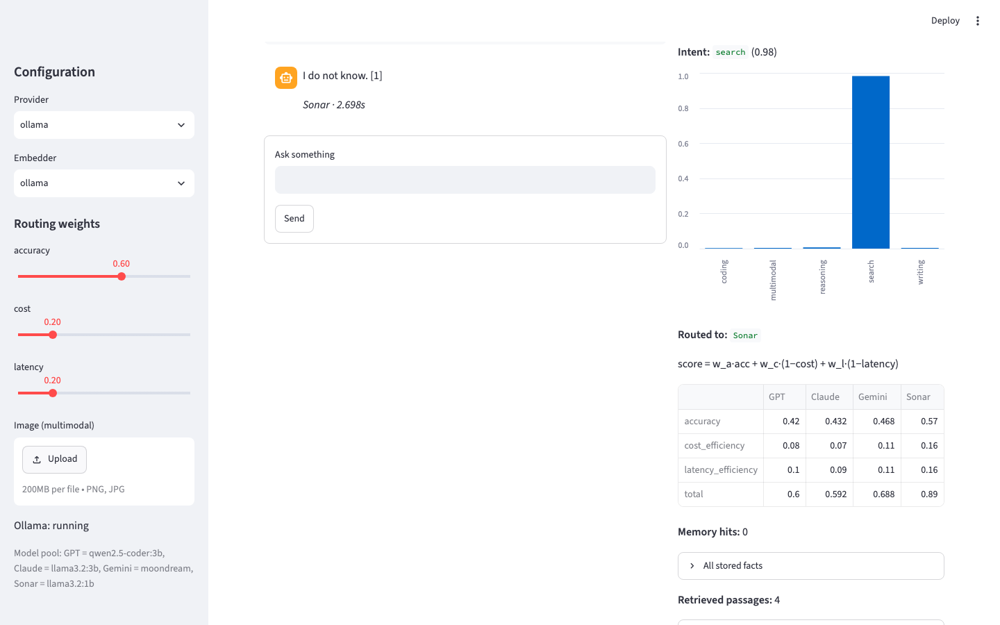 Deploy
Configuration
Provider
ollama
Embedder
ollama
Routing weights
accuracy
0.60
cost
0.20
latency
0.20
Image (multimodal)
Upload
200MB per file • PNG, JPG
Ollama: running
Model pool: GPT = qwen2.5-coder:3b,
Claude = llama3.2:3b, Gemini = moondream,
Sonar = llama3.2:1b
I do not know. [1]
Sonar · 2.698s
Ask something
Send
Intent: search (0.98)
1.0
0.8
0.6
0.4
0.2
0.0
coding
multimodal
reasoning
search
writing
Routed to: Sonar
score = w_a·acc + w_c·(1−cost) + w_l·(1−latency)
GPT Claude Gemini Sonar
accuracy 0.42 0.432 0.468 0.57
cost_efficiency 0.08 0.07 0.11 0.16
latency_efficiency 0.1 0.09 0.11 0.16
total 0.6 0.592 0.688 0.89
Memory hits: 0
All stored facts
Retrieved passages: 4